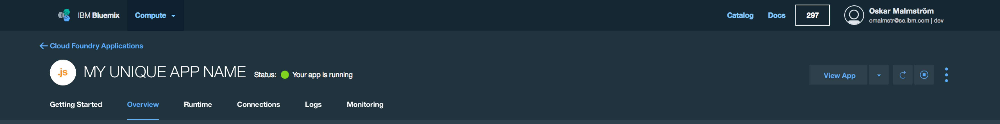 IBM Bluemix Compute Catalog Docs 297 Oskar Malmström
omalmstr@se.ibm.com | dev
Cloud Foundry Applications
.js MY UNIQUE APP NAME Status: Your app is running View App
Getting Started Overview Runtime Connections Logs Monitoring